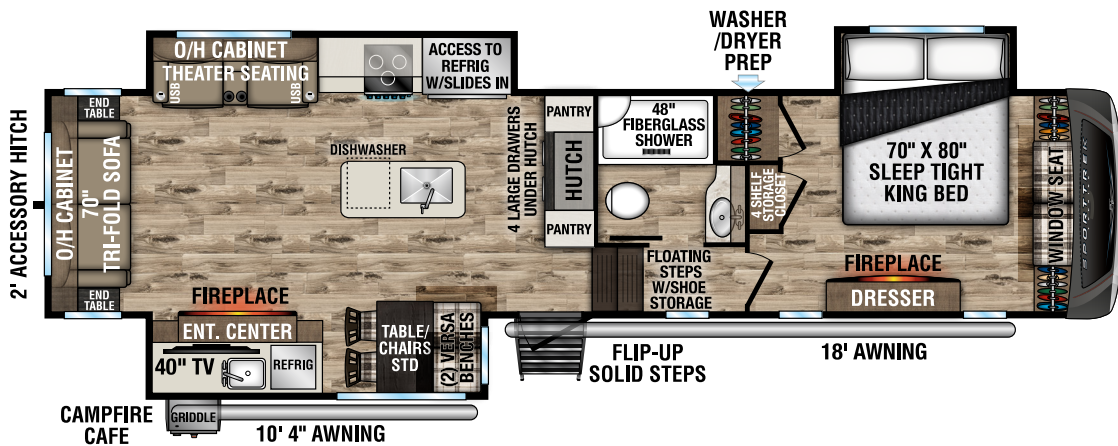 WASHER
/DRYER
PREP
O/H CABINET
THEATER SEATING
USB
USB
ACCESS TO
REFRIG
W/SLIDES IN
2' ACCESSORY HITCH
O/H CABINET
70"
TRI-FOLD SOFA
END
TABLE
END
TABLE
DISHWASHER
4 LARGE DRAWERS
UNDER HUTCH
PANTRY
HUTCH
PANTRY
48"
FIBERGLASS
SHOWER
4 SHELF
STORAGE
CLOSET
70" X 80"
SLEEP TIGHT
KING BED
WINDOW SEAT
SPORTTREK
FLOATING
STEPS
W/SHOE
STORAGE
FIREPLACE
DRESSER
FIREPLACE
ENT. CENTER
40" TV
REFRIG
TABLE/
CHAIRS
STD
(2) VERSA
BENCHES
FLIP-UP
SOLID STEPS
18' AWNING
CAMPFIRE
CAFE
GRIDDLE
10' 4" AWNING